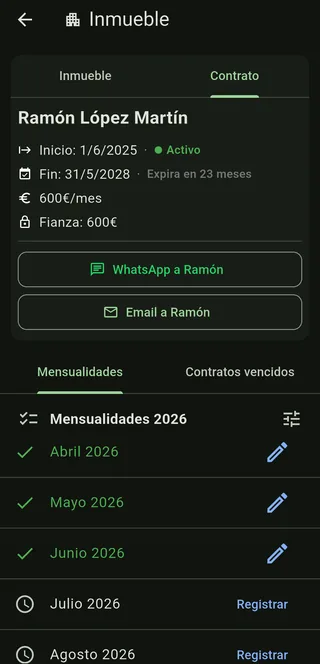 Inmueble
Inmueble
Contrato
Ramón López Martín
Inicio: 1/6/2025 · Activo
Fin: 31/5/2028 · Expira en 23 meses
600€/mes
Fianza: 600€
WhatsApp a Ramón
Email a Ramón
Mensualidades
Contratos vencidos
Mensualidades 2026
Abril 2026
Mayo 2026
Junio 2026
Julio 2026 Registrar
Agosto 2026 Registrar